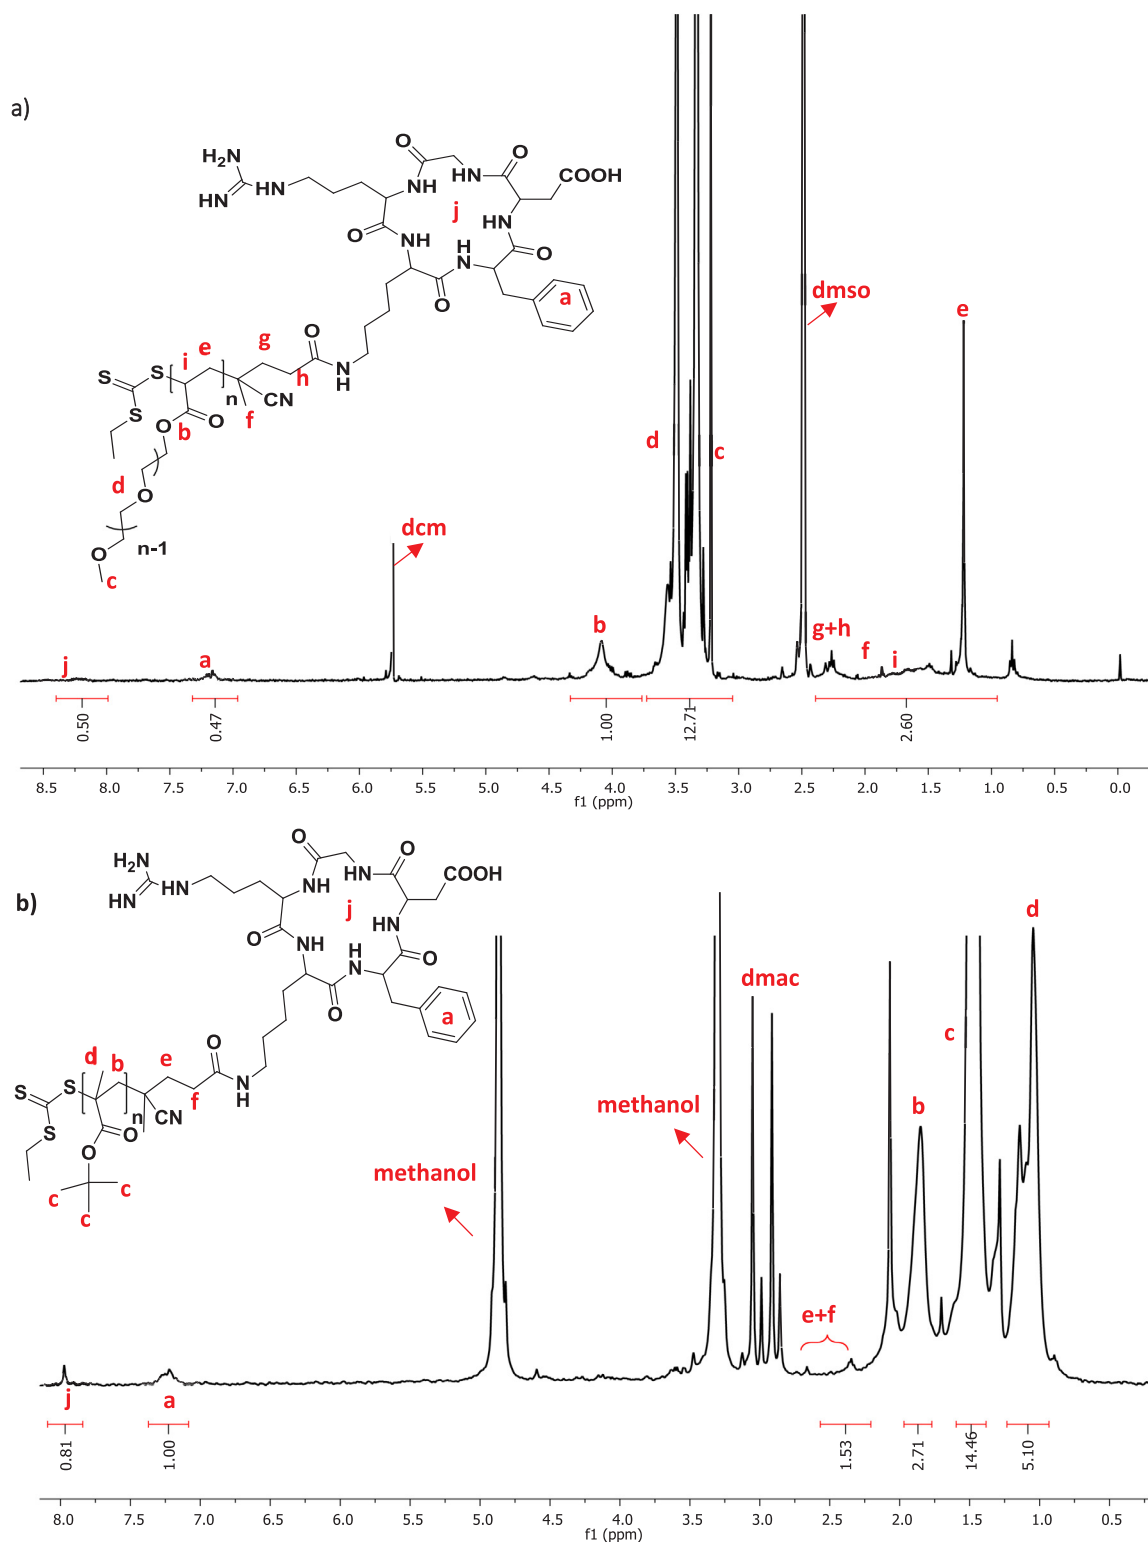 a)
O
O
H₂N
NH
COOH
HN
NH
HN
j
O
NH
HN
H
N
O
O
a
dmso
e
g
O
e
i
S
S
n
h
N
H
d
c
CN
f
S
O
O
b
dcm
d
O
n-1
O
c
g+h
b
f
i
j
a
0.50
0.47
1.00
12.71
2.60
8.5 8.0 7.5 7.0 6.5 6.0 5.5 5.0 4.5 4.0 3.5 3.0 2.5 2.0 1.5 1.0 0.5 0.0
f1 (ppm)
b)
O
O
H₂N
NH
COOH
HN
NH
HN
j
d
O
NH
HN
H
N
O
O
dmac
a
c
d
b
e
O
S
S
n
f
N
H
CN
methanol
b
S
O
O
methanol
c
c
c
e+f
j
a
0.81
1.00
1.53
2.71
14.46
5.10
8.0 7.5 7.0 6.5 6.0 5.5 5.0 4.5 4.0 3.5 3.0 2.5 2.0 1.5 1.0 0.5
f1 (ppm)